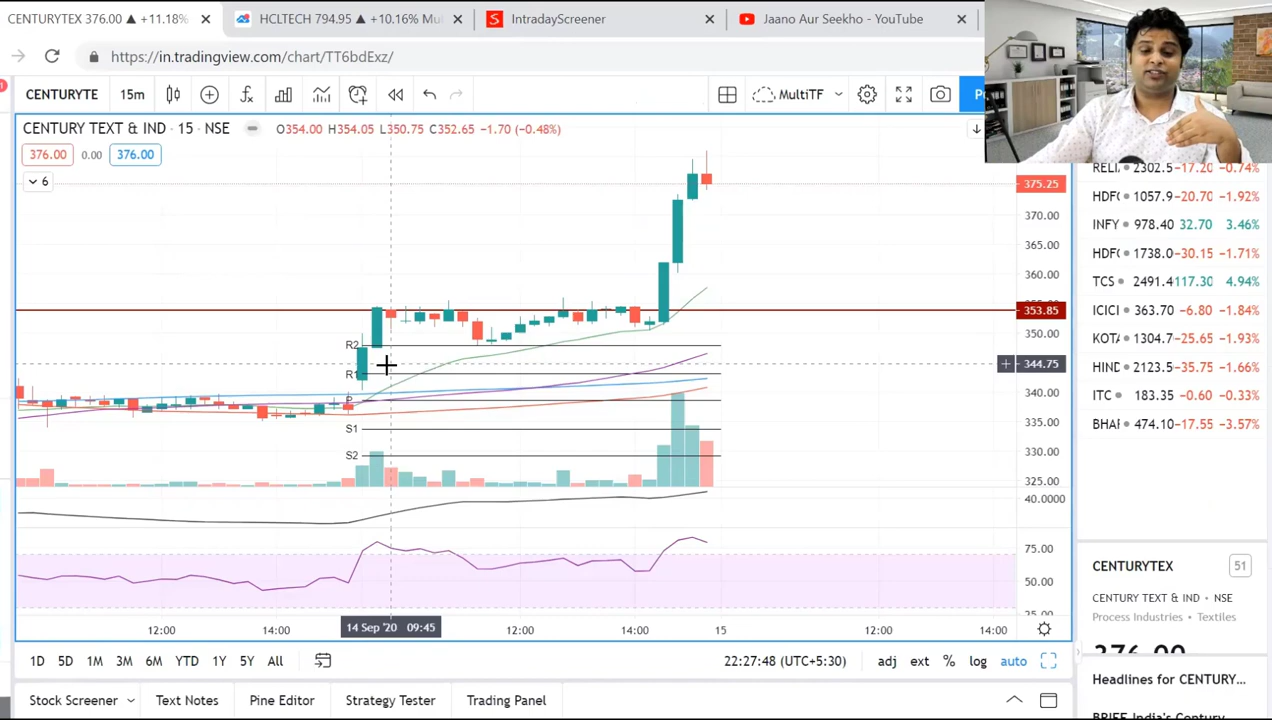 CENTURYTEX 376.00 ▲ +11.18%
HCLTECH 794.95 ▲ +10.16%
IntradayScreener
Jaano Aur Seekho - YouTube
https://in.tradingview.com/chart/TT6bdExz/
CENTURYTE 15m MultiTF
CENTURY TEXT & IND · 15 · NSE O354.00 H354.05 L350.75 C352.65 −1.70 (−0.48%)
376.00 0.00 376.00
6
375.25
370.00
365.00
360.00
353.85
350.00
344.75
340.00
335.00
330.00
325.00
40.0000
75.00
50.00
25.00
R2
R1
P
S1
S2
12:00 14:00 14 Sep '20 09:45 12:00 14:00 15 12:00 14:00
1D 5D 1M 3M 6M YTD 1Y 5Y All 22:27:48 (UTC+5:30) adj ext % log auto
Stock Screener Text Notes Pine Editor Strategy Tester Trading Panel
RELI 2302.5 -17.20 -0.74%
HDFC 1057.9 -20.70 -1.92%
INFY 978.40 32.70 3.46%
HDFC 1738.0 -30.15 -1.71%
TCS 2491.4 117.30 4.94%
ICICI 363.70 -6.80 -1.84%
KOTA 1304.7 -25.65 -1.93%
HIND 2123.5 -35.75 -1.66%
ITC 183.35 -0.60 -0.33%
BHAR 474.10 -17.55 -3.57%
CENTURYTEX 51
CENTURY TEXT & IND • NSE
Process Industries • Textiles
376.00
Headlines for CENTURY...